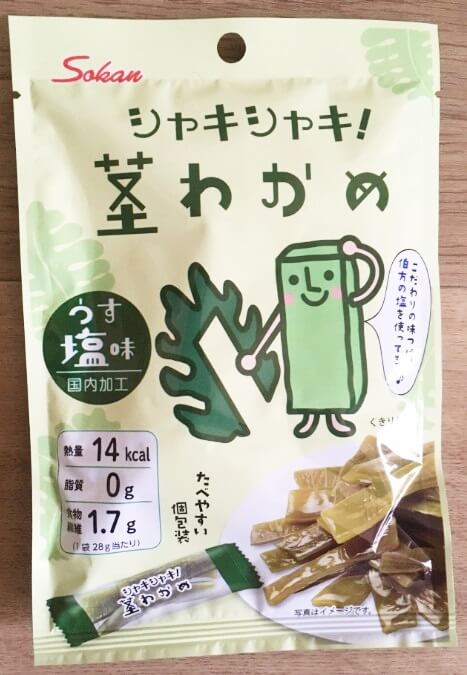 Sokan
シャキシャキ!
茎わかめ
こだわりの味つけ
伯方の塩を使って
うす
塩味
国内加工
くきり
熱量 14 kcal
脂質 0g
食物繊維 1.7g
(1袋28g当たり)
たべやすい
個包装
シャキシャキ!
茎わかめ
写真はイメージです。